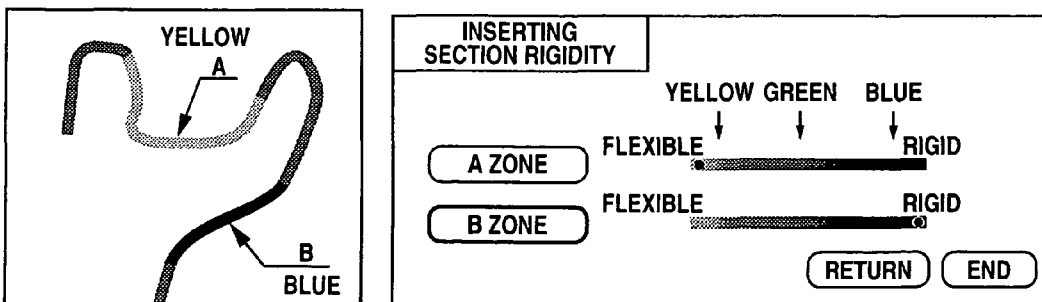 YELLOW
A
B
BLUE
INSERTING
SECTION RIGIDITY
YELLOW GREEN BLUE
FLEXIBLE RIGID
A ZONE
FLEXIBLE RIGID
B ZONE
RETURN END